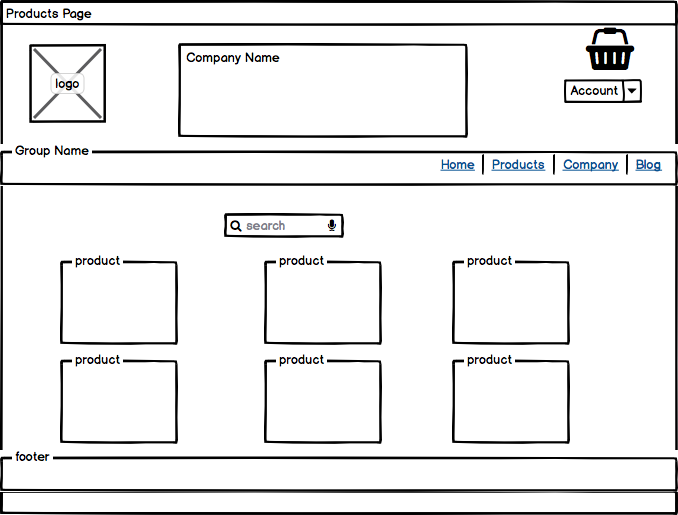 Products Page
logo
Company Name
Account
Group Name
Home
Products
Company
Blog
search
product
product
product
product
product
product
footer